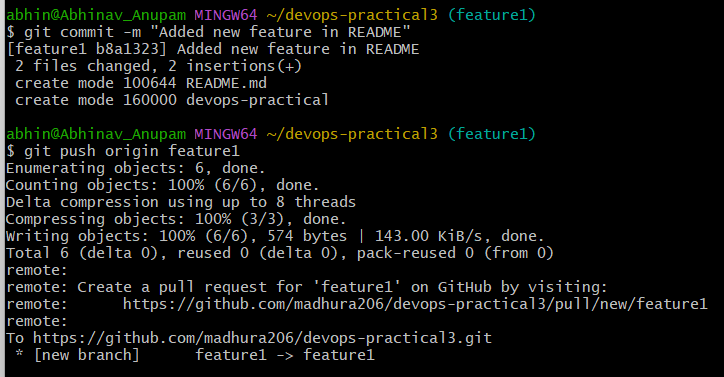 abhin@Abhinav_Anupam MINGW64 ~/devops-practical3 (feature1)
$ git commit -m "Added new feature in README"
[feature1 b8a1323] Added new feature in README
 2 files changed, 2 insertions(+)
 create mode 100644 README.md
 create mode 160000 devops-practical
abhin@Abhinav_Anupam MINGW64 ~/devops-practical3 (feature1)
$ git push origin feature1
Enumerating objects: 6, done.
Counting objects: 100% (6/6), done.
Delta compression using up to 8 threads
Compressing objects: 100% (3/3), done.
Writing objects: 100% (6/6), 574 bytes | 143.00 KiB/s, done.
Total 6 (delta 0), reused 0 (delta 0), pack-reused 0 (from 0)
remote:
remote: Create a pull request for 'feature1' on GitHub by visiting:
remote:      https://github.com/madhura206/devops-practical3/pull/new/feature1
remote:
To https://github.com/madhura206/devops-practical3.git
 * [new branch]      feature1 -> feature1